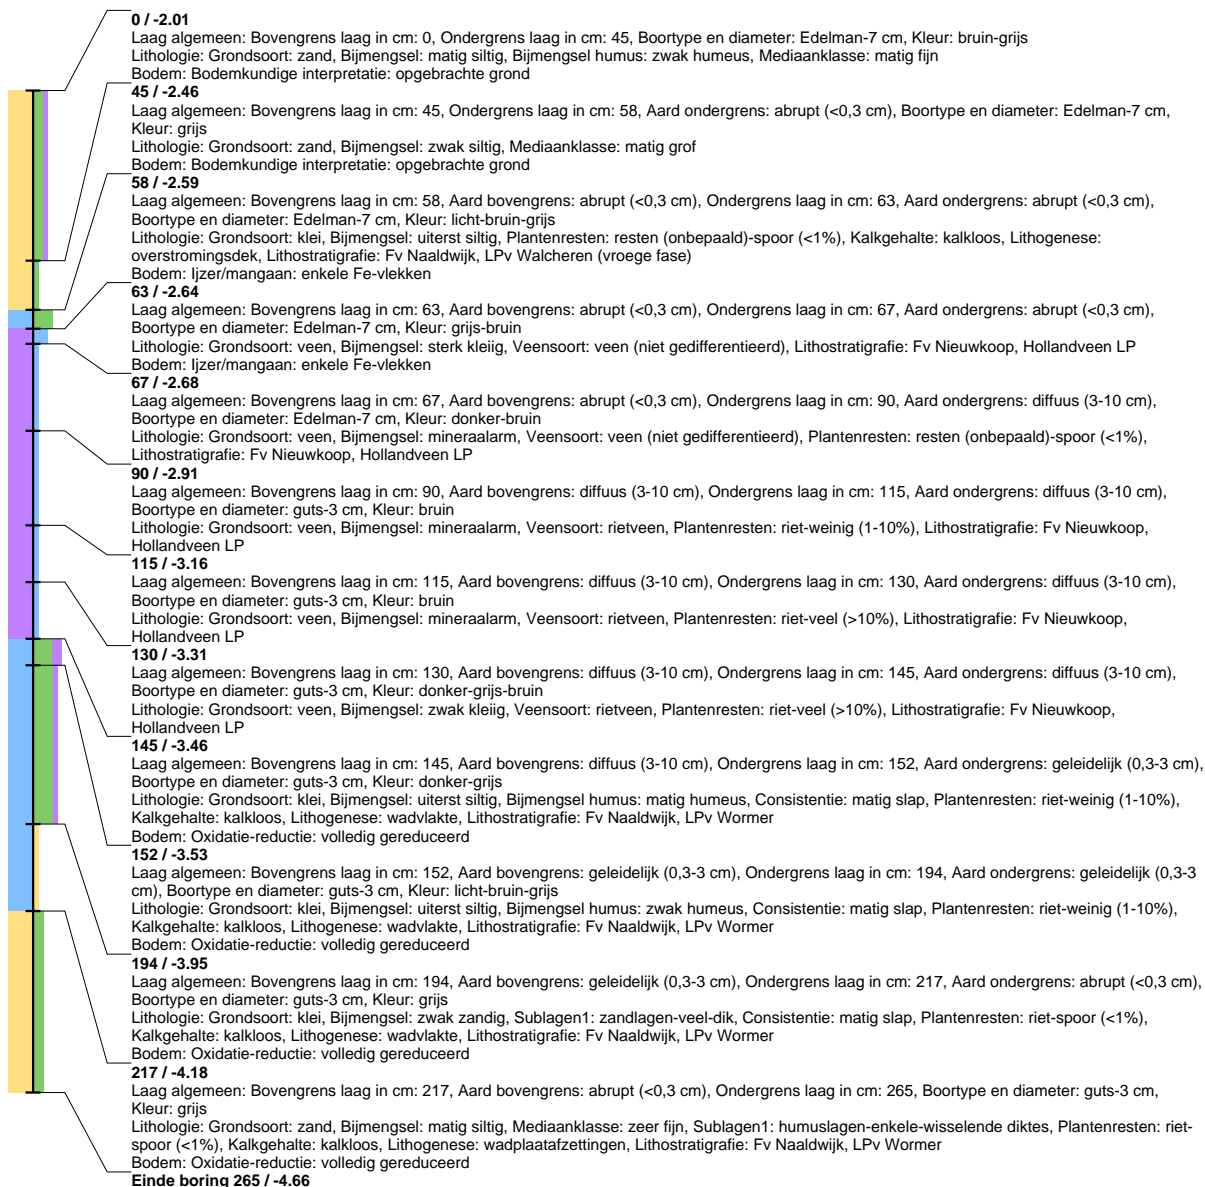 0 / -2.01
Laag algemeen: Bovengrens laag in cm: 0, Ondergrens laag in cm: 45, Boortype en diameter: Edelman-7 cm, Kleur: bruin-grijs
Lithologie: Grondsoort: zand, Bijmengsel: matig siltig, Bijmengsel humus: zwak humeus, Mediaanklasse: matig fijn
Bodem: Bodemkundige interpretatie: opgebrachte grond
45 / -2.46
Laag algemeen: Bovengrens laag in cm: 45, Ondergrens laag in cm: 58, Aard ondergrens: abrupt (<0,3 cm), Boortype en diameter: Edelman-7 cm,
Kleur: grijs
Lithologie: Grondsoort: zand, Bijmengsel: zwak siltig, Mediaanklasse: matig grof
Bodem: Bodemkundige interpretatie: opgebrachte grond
58 / -2.59
Laag algemeen: Bovengrens laag in cm: 58, Aard bovengrens: abrupt (<0,3 cm), Ondergrens laag in cm: 63, Aard ondergrens: abrupt (<0,3 cm),
Boortype en diameter: Edelman-7 cm, Kleur: licht-bruin-grijs
Lithologie: Grondsoort: klei, Bijmengsel: uiterst siltig, Plantenresten: resten (onbepaald)-spoor (<1%), Kalkgehalte: kalkloos, Lithogenese:
overstromingsdek, Lithostratigrafie: Fv Naaldwijk, LPv Walcheren (vroege fase)
Bodem: Ijzer/mangaan: enkele Fe-vlekken
63 / -2.64
Laag algemeen: Bovengrens laag in cm: 63, Aard bovengrens: abrupt (<0,3 cm), Ondergrens laag in cm: 67, Aard ondergrens: abrupt (<0,3 cm),
Boortype en diameter: Edelman-7 cm, Kleur: grijs-bruin
Lithologie: Grondsoort: veen, Bijmengsel: sterk kleiig, Veensoort: veen (niet gedifferentieerd), Lithostratigrafie: Fv Nieuwkoop, Hollandveen LP
Bodem: Ijzer/mangaan: enkele Fe-vlekken
67 / -2.68
Laag algemeen: Bovengrens laag in cm: 67, Aard bovengrens: abrupt (<0,3 cm), Ondergrens laag in cm: 90, Aard ondergrens: diffuus (3-10 cm),
Boortype en diameter: Edelman-7 cm, Kleur: donker-bruin
Lithologie: Grondsoort: veen, Bijmengsel: mineraalarm, Veensoort: veen (niet gedifferentieerd), Plantenresten: resten (onbepaald)-spoor (<1%),
Lithostratigrafie: Fv Nieuwkoop, Hollandveen LP
90 / -2.91
Laag algemeen: Bovengrens laag in cm: 90, Aard bovengrens: diffuus (3-10 cm), Ondergrens laag in cm: 115, Aard ondergrens: diffuus (3-10 cm),
Boortype en diameter: guts-3 cm, Kleur: bruin
Lithologie: Grondsoort: veen, Bijmengsel: mineraalarm, Veensoort: rietveen, Plantenresten: riet-weinig (1-10%), Lithostratigrafie: Fv Nieuwkoop,
Hollandveen LP
115 / -3.16
Laag algemeen: Bovengrens laag in cm: 115, Aard bovengrens: diffuus (3-10 cm), Ondergrens laag in cm: 130, Aard ondergrens: diffuus (3-10 cm),
Boortype en diameter: guts-3 cm, Kleur: bruin
Lithologie: Grondsoort: veen, Bijmengsel: mineraalarm, Veensoort: rietveen, Plantenresten: riet-veel (>10%), Lithostratigrafie: Fv Nieuwkoop,
Hollandveen LP
130 / -3.31
Laag algemeen: Bovengrens laag in cm: 130, Aard bovengrens: diffuus (3-10 cm), Ondergrens laag in cm: 145, Aard ondergrens: diffuus (3-10 cm),
Boortype en diameter: guts-3 cm, Kleur: donker-grijs-bruin
Lithologie: Grondsoort: veen, Bijmengsel: zwak kleiig, Veensoort: rietveen, Plantenresten: riet-veel (>10%), Lithostratigrafie: Fv Nieuwkoop,
Hollandveen LP
145 / -3.46
Laag algemeen: Bovengrens laag in cm: 145, Aard bovengrens: diffuus (3-10 cm), Ondergrens laag in cm: 152, Aard ondergrens: geleidelijk (0,3-3 cm),
Boortype en diameter: guts-3 cm, Kleur: donker-grijs
Lithologie: Grondsoort: klei, Bijmengsel: uiterst siltig, Bijmengsel humus: matig humeus, Consistentie: matig slap, Plantenresten: riet-weinig (1-10%),
Kalkgehalte: kalkloos, Lithogenese: wadvlakte, Lithostratigrafie: Fv Naaldwijk, LPv Wormer
Bodem: Oxidatie-reductie: volledig gereduceerd
152 / -3.53
Laag algemeen: Bovengrens laag in cm: 152, Aard bovengrens: geleidelijk (0,3-3 cm), Ondergrens laag in cm: 194, Aard ondergrens: geleidelijk (0,3-3
cm), Boortype en diameter: guts-3 cm, Kleur: licht-bruin-grijs
Lithologie: Grondsoort: klei, Bijmengsel: uiterst siltig, Bijmengsel humus: zwak humeus, Consistentie: matig slap, Plantenresten: riet-weinig (1-10%),
Kalkgehalte: kalkloos, Lithogenese: wadvlakte, Lithostratigrafie: Fv Naaldwijk, LPv Wormer
Bodem: Oxidatie-reductie: volledig gereduceerd
194 / -3.95
Laag algemeen: Bovengrens laag in cm: 194, Aard bovengrens: geleidelijk (0,3-3 cm), Ondergrens laag in cm: 217, Aard ondergrens: abrupt (<0,3 cm),
Boortype en diameter: guts-3 cm, Kleur: grijs
Lithologie: Grondsoort: klei, Bijmengsel: zwak zandig, Sublagen1: zandlagen-veel-dik, Consistentie: matig slap, Plantenresten: riet-spoor (<1%),
Kalkgehalte: kalkloos, Lithogenese: wadvlakte, Lithostratigrafie: Fv Naaldwijk, LPv Wormer
Bodem: Oxidatie-reductie: volledig gereduceerd
217 / -4.18
Laag algemeen: Bovengrens laag in cm: 217, Aard bovengrens: abrupt (<0,3 cm), Ondergrens laag in cm: 265, Boortype en diameter: guts-3 cm,
Kleur: grijs
Lithologie: Grondsoort: zand, Bijmengsel: matig siltig, Mediaanklasse: zeer fijn, Sublagen1: humuslagen-enkele-wisselende diktes, Plantenresten: riet-
spoor (<1%), Kalkgehalte: kalkloos, Lithogenese: wadplaatafzettingen, Lithostratigrafie: Fv Naaldwijk, LPv Wormer
Bodem: Oxidatie-reductie: volledig gereduceerd
Einde boring 265 / -4.66